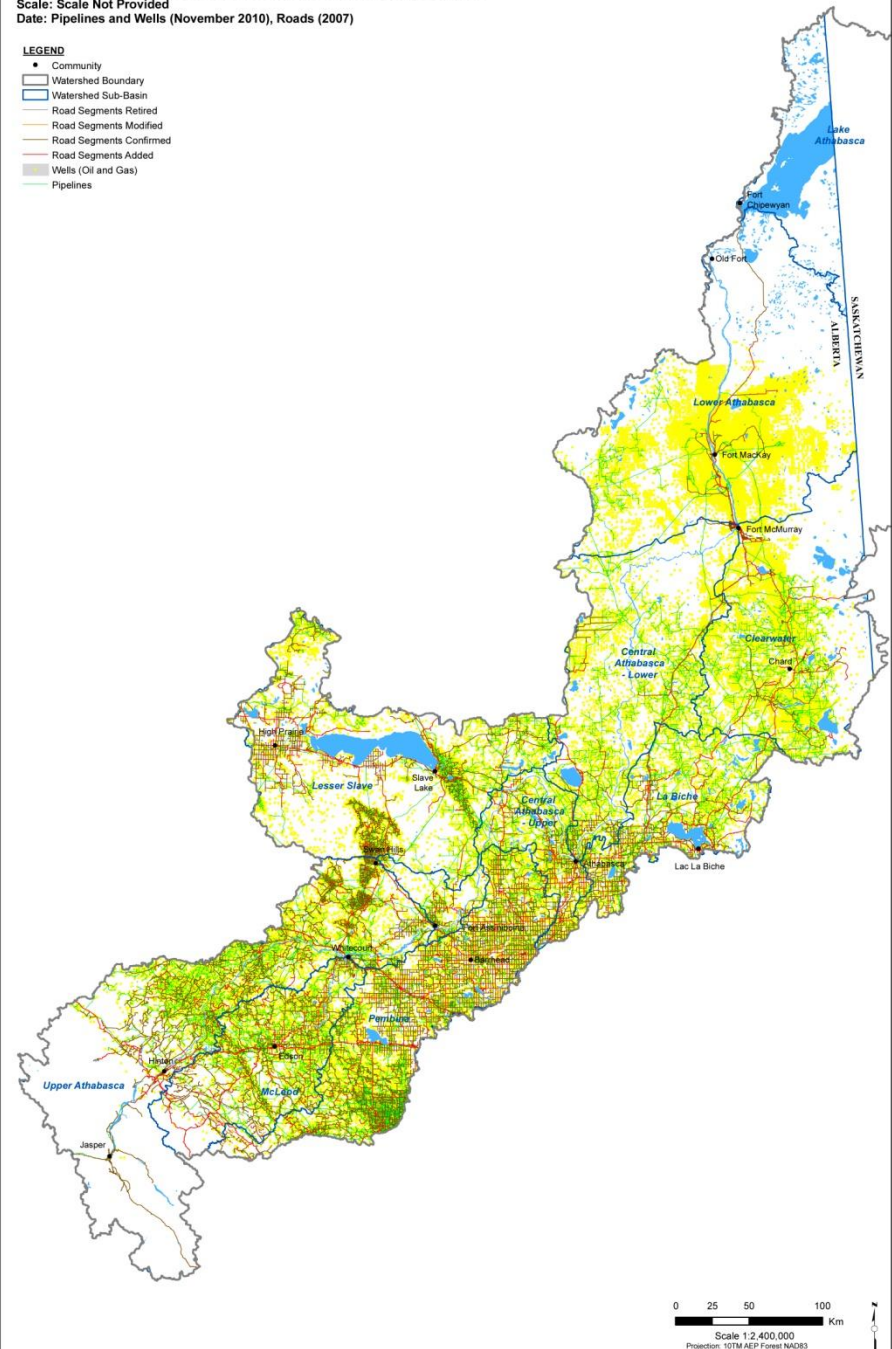 Scale: Scale Not Provided
Date: Pipelines and Wells (November 2010), Roads (2007)
LEGEND
Community
Watershed Boundary
Watershed Sub-Basin
Road Segments Retired
Road Segments Modified
Road Segments Confirmed
Road Segments Added
Wells (Oil and Gas)
Pipelines
Lake
Athabasca
Fort
Chipewyan
Old Fort
SASKATCHEWAN
ALBERTA
Lower Athabasca
Fort MacKay
Fort McMurray
Central
Athabasca
- Lower
Clearwater
Chard
High Prairie
Lesser Slave
Slave
Lake
Central
Athabasca
- Upper
La Biche
Swan Hills
Athabasca
Lac La Biche
Fort Assiniboine
Whitecourt
Barrhead
Pembina
Edson
Hinton
Upper Athabasca
McLeod
Jasper
0 25 50 100
Km
Scale 1:2,400,000
Projection: 10TM AEP Forest NAD83
N